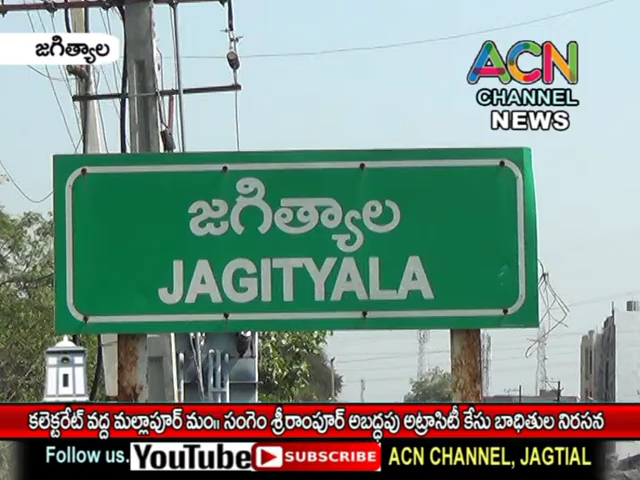 జగిత్యాల
ACN
CHANNEL
NEWS
జగిత్యాల
JAGITYALA
కలెక్టరేట్ వద్ద మల్లాపూర్ మం॥ సంగెం శ్రీరాంపూర్ అబద్ధపు అట్రాసిటీ కేసు బాధితుల నిరసన
Follow us. YouTube SUBSCRIBE ACN CHANNEL, JAGTIAL